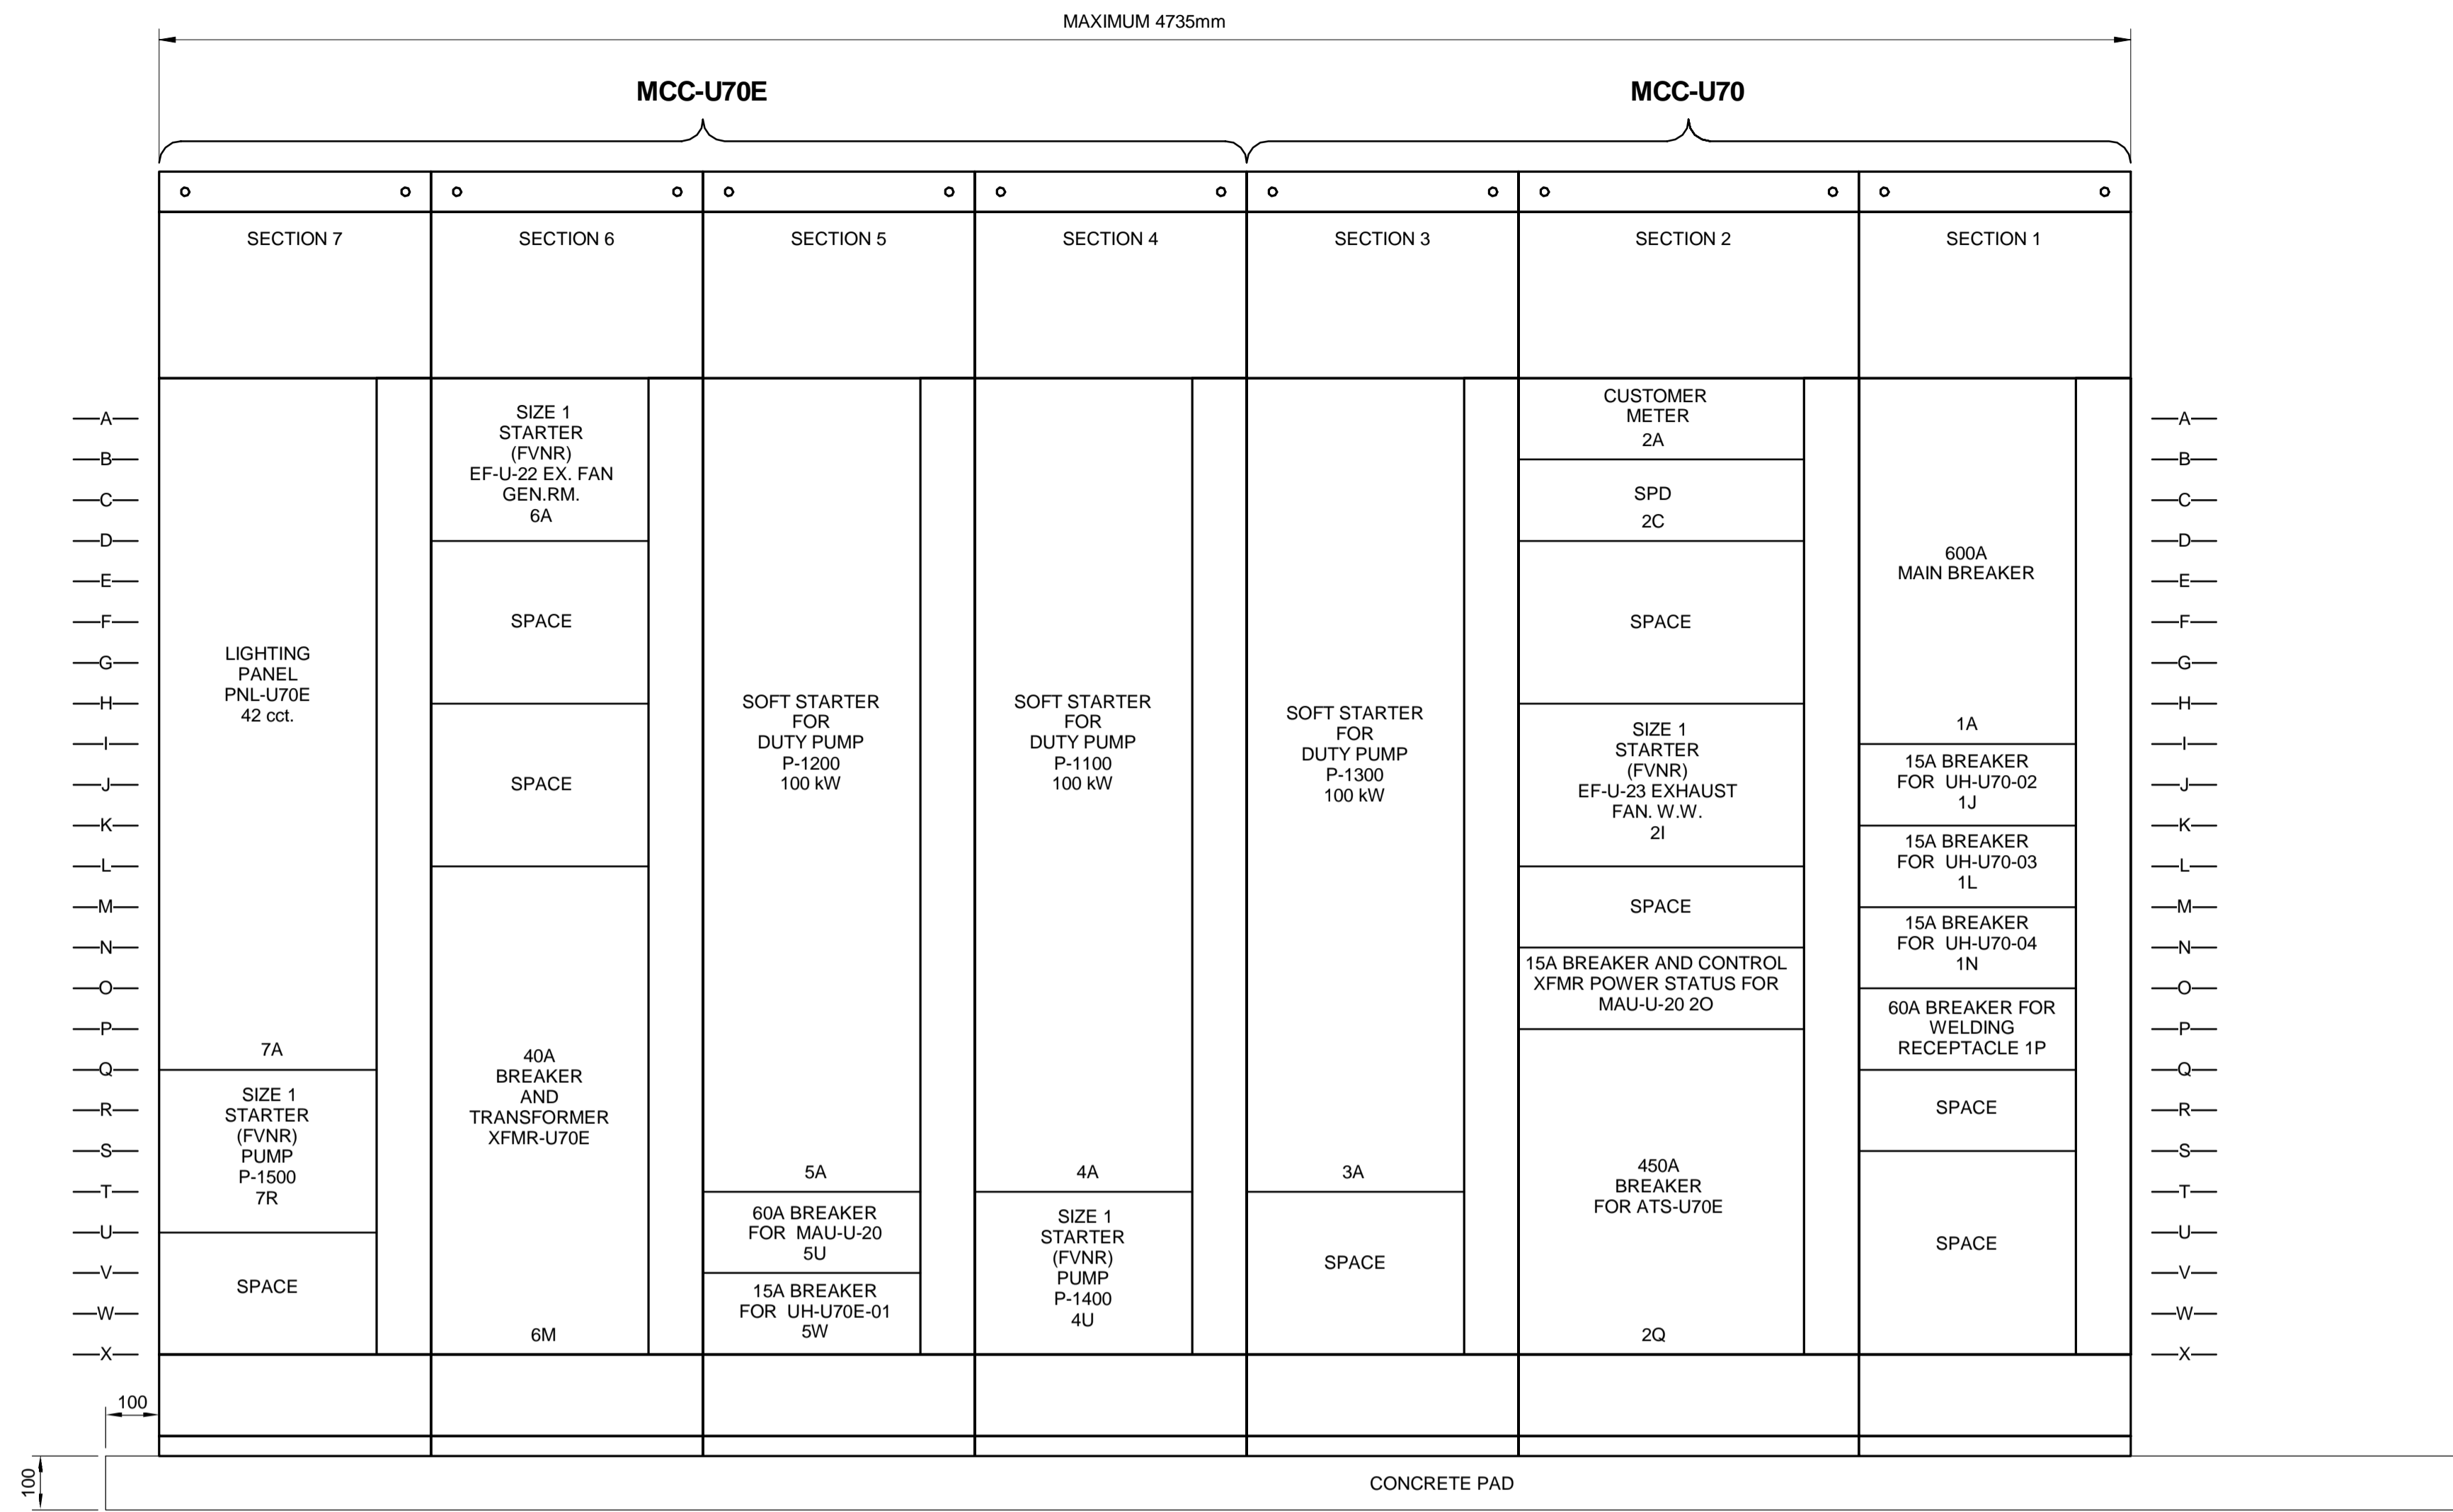 MAXIMUM 4735mm
MCC-U70E
MCC-U70
SECTION 7
SECTION 6
SECTION 5
SECTION 4
SECTION 3
SECTION 2
SECTION 1
A
B
C
D
E
F
G
H
I
J
K
L
M
N
O
P
Q
R
S
T
U
V
W
X
LIGHTING
PANEL
PNL-U70E
42 cct.
7A
SIZE 1
STARTER
(FVNR)
PUMP
P-1500
7R
SPACE
SIZE 1
STARTER
(FVNR)
EF-U-22 EX. FAN
GEN.RM.
6A
SPACE
SPACE
40A
BREAKER
AND
TRANSFORMER
XFMR-U70E
6M
SOFT STARTER
FOR
DUTY PUMP
P-1200
100 kW
5A
60A BREAKER
FOR MAU-U-20
5U
15A BREAKER
FOR UH-U70E-01
5W
SOFT STARTER
FOR
DUTY PUMP
P-1100
100 kW
4A
SIZE 1
STARTER
(FVNR)
PUMP
P-1400
4U
SOFT STARTER
FOR
DUTY PUMP
P-1300
100 kW
3A
SPACE
CUSTOMER
METER
2A
SPD
2C
SPACE
SIZE 1
STARTER
(FVNR)
EF-U-23 EXHAUST
FAN. W.W.
2I
SPACE
15A BREAKER AND CONTROL
XFMR POWER STATUS FOR
MAU-U-20 2O
450A
BREAKER
FOR ATS-U70E
2Q
600A
MAIN BREAKER
1A
15A BREAKER
FOR UH-U70-02
1J
15A BREAKER
FOR UH-U70-03
1L
15A BREAKER
FOR UH-U70-04
1N
60A BREAKER FOR
WELDING
RECEPTACLE 1P
SPACE
SPACE
A
B
C
D
E
F
G
H
I
J
K
L
M
N
O
P
Q
R
S
T
U
V
W
X
100
100
CONCRETE PAD